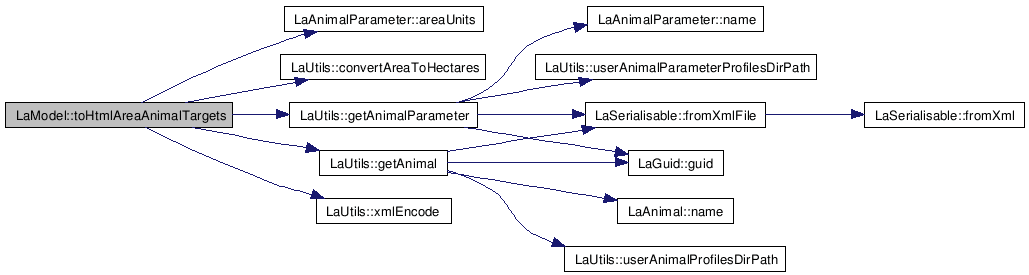 LaAnimalParameter::areaUnits
LaAnimalParameter::name
LaUtils::convertAreaToHectares
LaUtils::userAnimalParameterProfilesDirPath
LaModel::toHtmlAreaAnimalTargets
LaUtils::getAnimalParameter
LaSerialisable::fromXmlFile
LaSerialisable::fromXml
LaUtils::getAnimal
LaGuid::guid
LaUtils::xmlEncode
LaAnimal::name
LaUtils::userAnimalProfilesDirPath